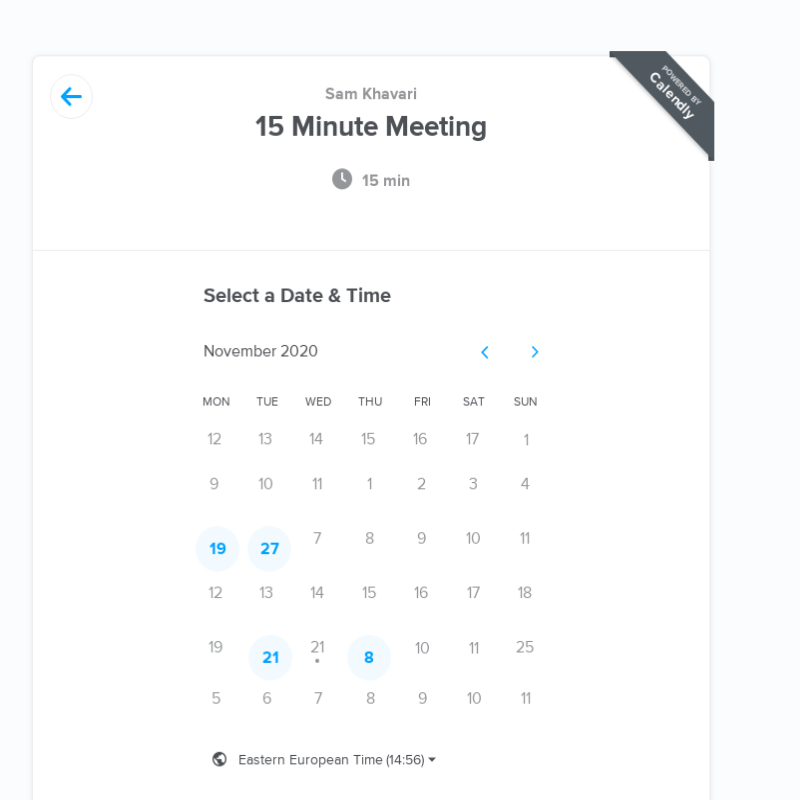 POWERED BY
Calendly
Sam Khavari
15 Minute Meeting
15 min
Select a Date & Time
November 2020
MON TUE WED THU FRI SAT SUN
12 13 14 15 16 17 1
9 10 11 1 2 3 4
19 27 7 8 9 10 11
12 13 14 15 16 17 18
19 21 21 8 10 11 25
5 6 7 8 9 10 11
Eastern European Time (14:56)